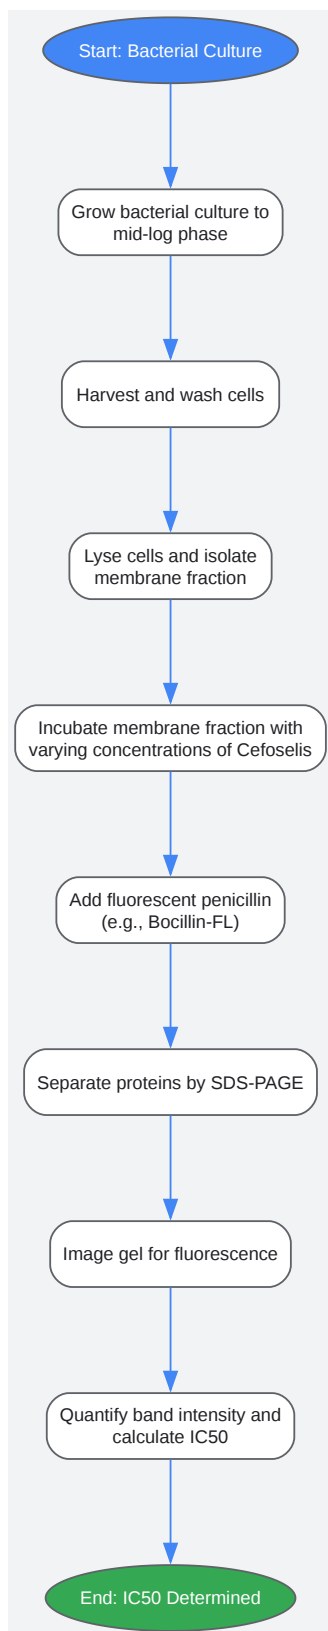 Start: Bacterial Culture
Grow bacterial culture to
mid-log phase
Harvest and wash cells
Lyse cells and isolate
membrane fraction
Incubate membrane fraction with
varying concentrations of Cefoselis
Add fluorescent penicillin
(e.g., Bocillin-FL)
Separate proteins by SDS-PAGE
Image gel for fluorescence
Quantify band intensity and
calculate IC50
End: IC50 Determined